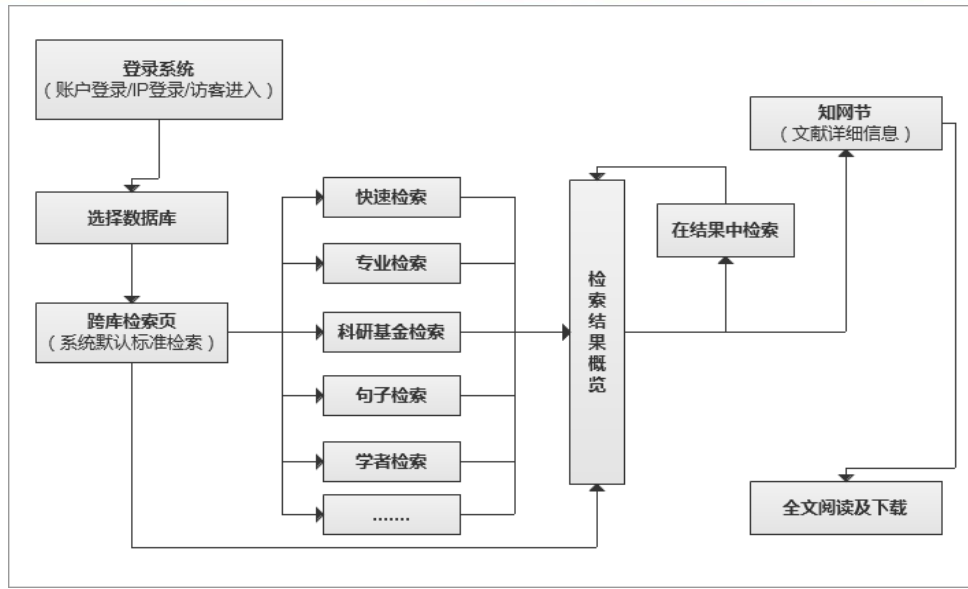 登录系统
（账户登录/IP登录/访客进入）
选择数据库
跨库检索页
（系统默认标准检索）
快速检索
专业检索
科研基金检索
句子检索
学者检索
.......
检索结果概览
在结果中检索
知网节
（文献详细信息）
全文阅读及下载